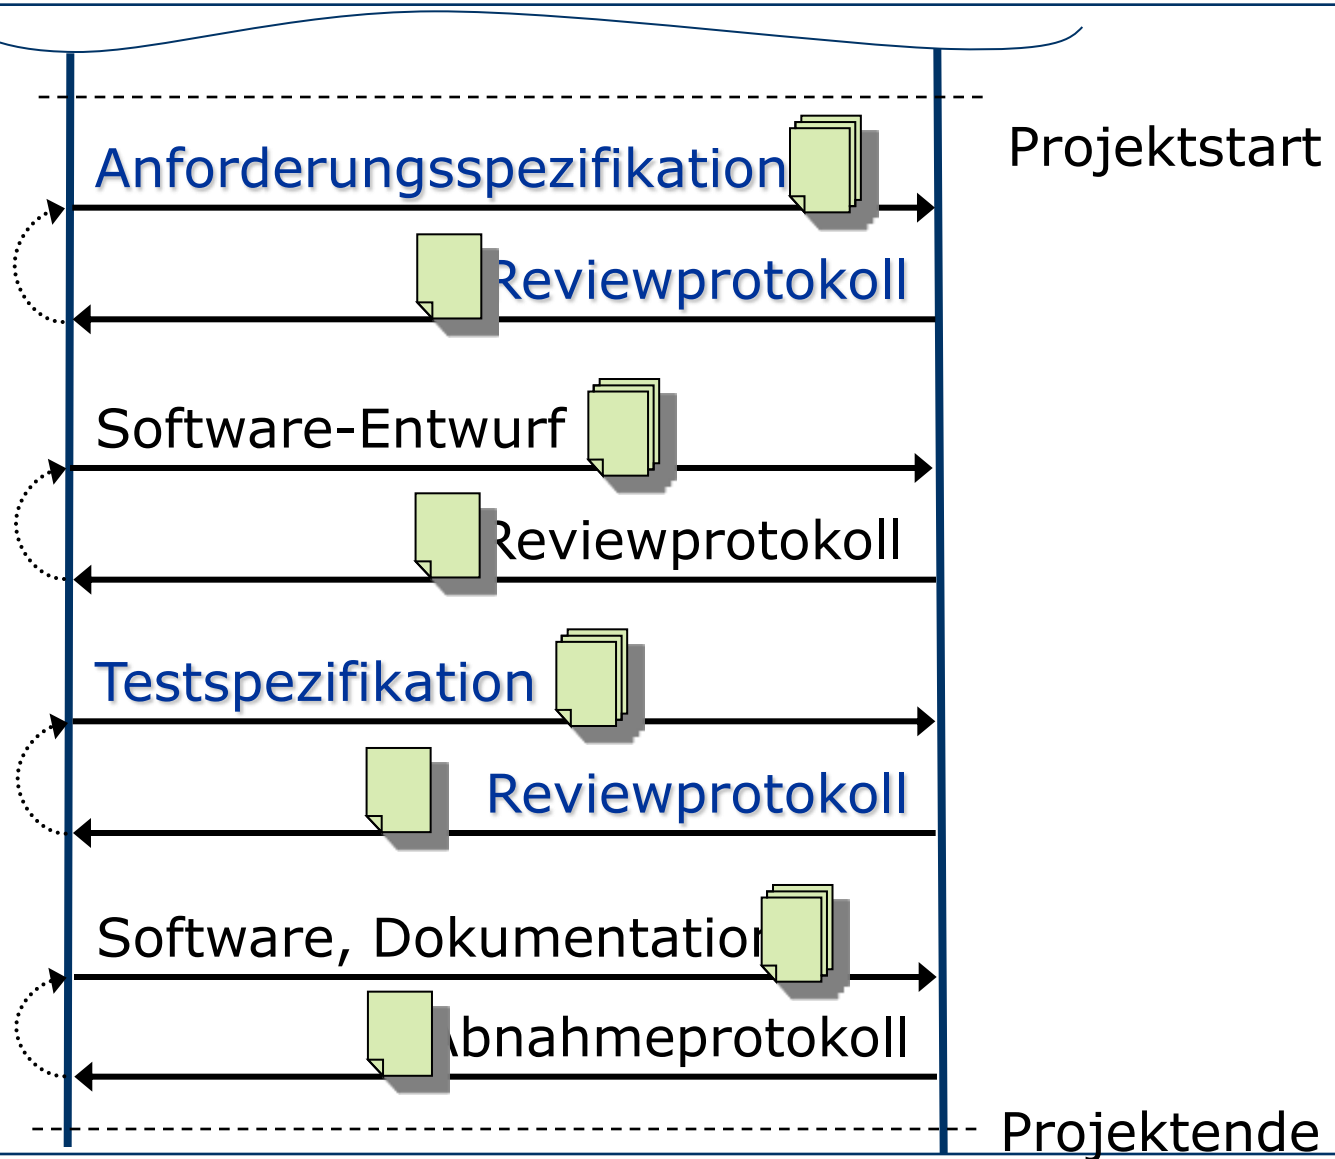 Projektstart
Anforderungsspezifikation
Reviewprotokoll
Software-Entwurf
Reviewprotokoll
Testspezifikation
Reviewprotokoll
Software, Dokumentation
Abnahmeprotokoll
Projektende